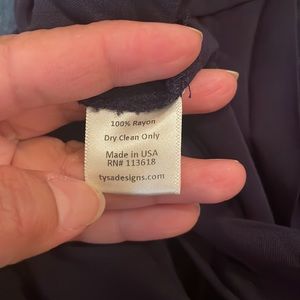 100% Rayon
Dry Clean Only
Made in USA
RN# 113618
tysadesigns.com